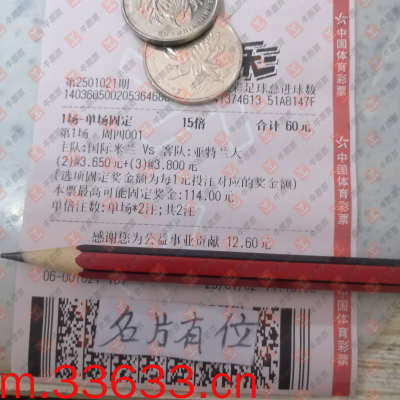 第2501021期
足球总进球数
374613 51A8147F
1场-单场固定 15倍 合计 60元
第1场 周四001
主队:国际米兰 Vs 客队:亚特兰大
(2)@3.650元+(3)@3.800元
(选项固定奖金额为每1元投注对应的奖金额)
本票最高可能固定奖金:114.00元
单倍注数:单场*2注;共2注
感谢您为公益事业贡献 12.60元
名片有位
m.33633.cn
中国体育彩票
中国体育彩票